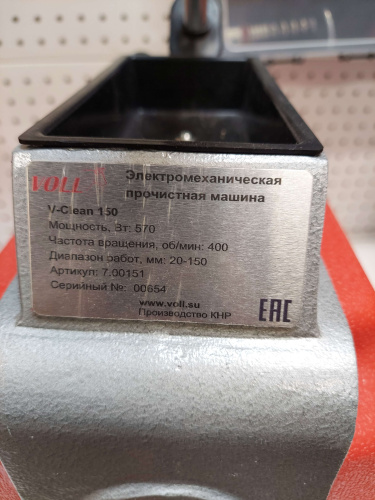 VOLL
Электромеханическая
прочистная машина
V-Clean 150
Мощность, Вт: 570
Частота вращения, об/мин: 400
Диапазон работ, мм: 20-150
Артикул: 7.00151
Серийный №: 00654
www.voll.su
Производство КНР
EAC